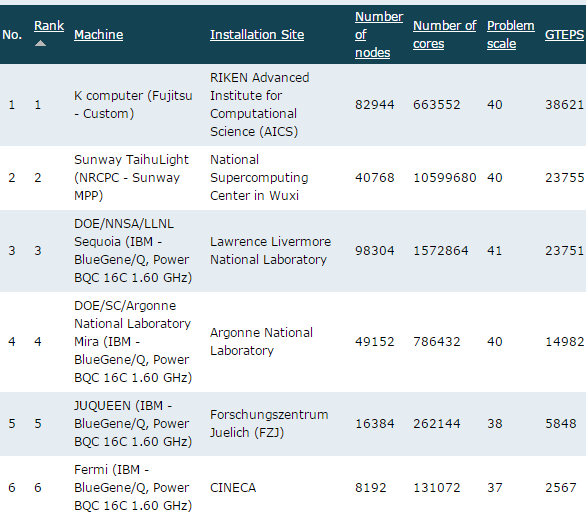 No. Rank Machine Installation Site Number of nodes Number of cores Problem scale GTEPS
1 1 K computer (Fujitsu - Custom) RIKEN Advanced Institute for Computational Science (AICS) 82944 663552 40 38621
2 2 Sunway TaihuLight (NRCPC - Sunway MPP) National Supercomputing Center in Wuxi 40768 10599680 40 23755
3 3 DOE/NNSA/LLNL Sequoia (IBM - BlueGene/Q, Power BQC 16C 1.60 GHz) Lawrence Livermore National Laboratory 98304 1572864 41 23751
4 4 DOE/SC/Argonne National Laboratory Mira (IBM - BlueGene/Q, Power BQC 16C 1.60 GHz) Argonne National Laboratory 49152 786432 40 14982
5 5 JUQUEEN (IBM - BlueGene/Q, Power BQC 16C 1.60 GHz) Forschungszentrum Juelich (FZJ) 16384 262144 38 5848
6 6 Fermi (IBM - BlueGene/Q, Power BQC 16C 1.60 GHz) CINECA 8192 131072 37 2567